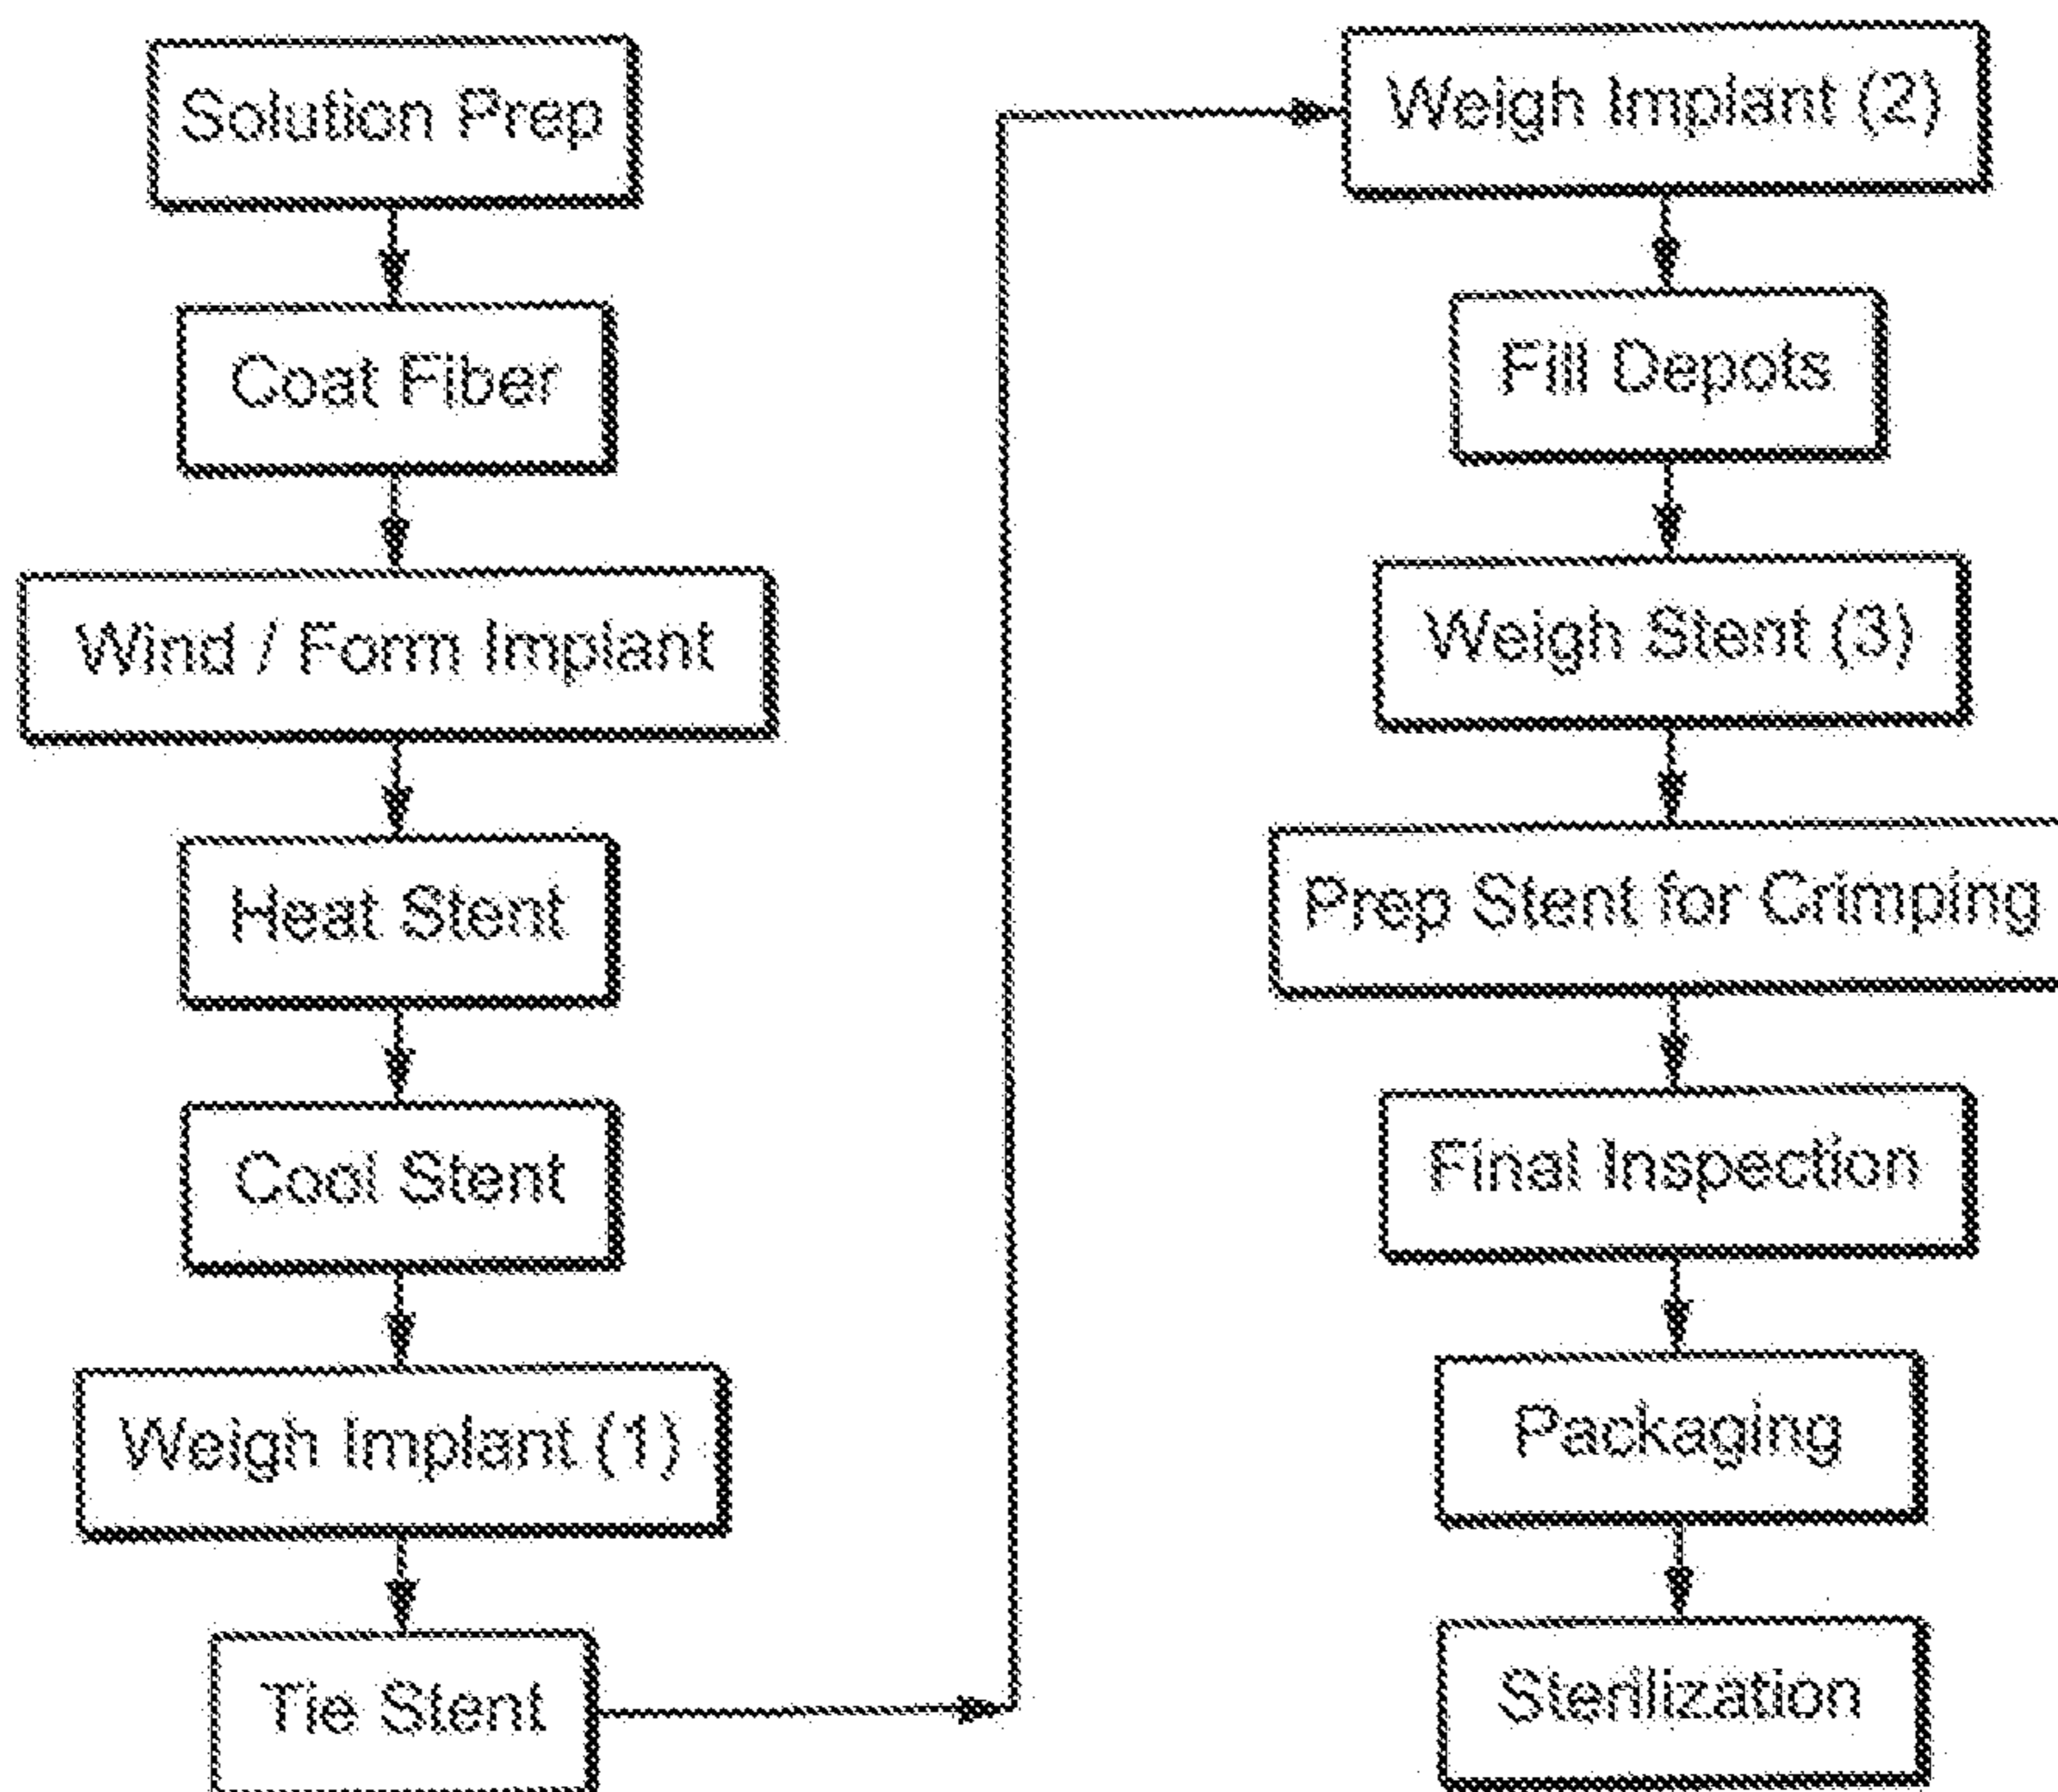 Solution Prep
Coat Fiber
Wind / Form Implant
Heat Stent
Cool Stent
Weigh Implant (1)
Tie Stent
Weigh Implant (2)
Fill Depots
Weigh Stent (3)
Prep Stent for Crimping
Final Inspection
Packaging
Sterilization